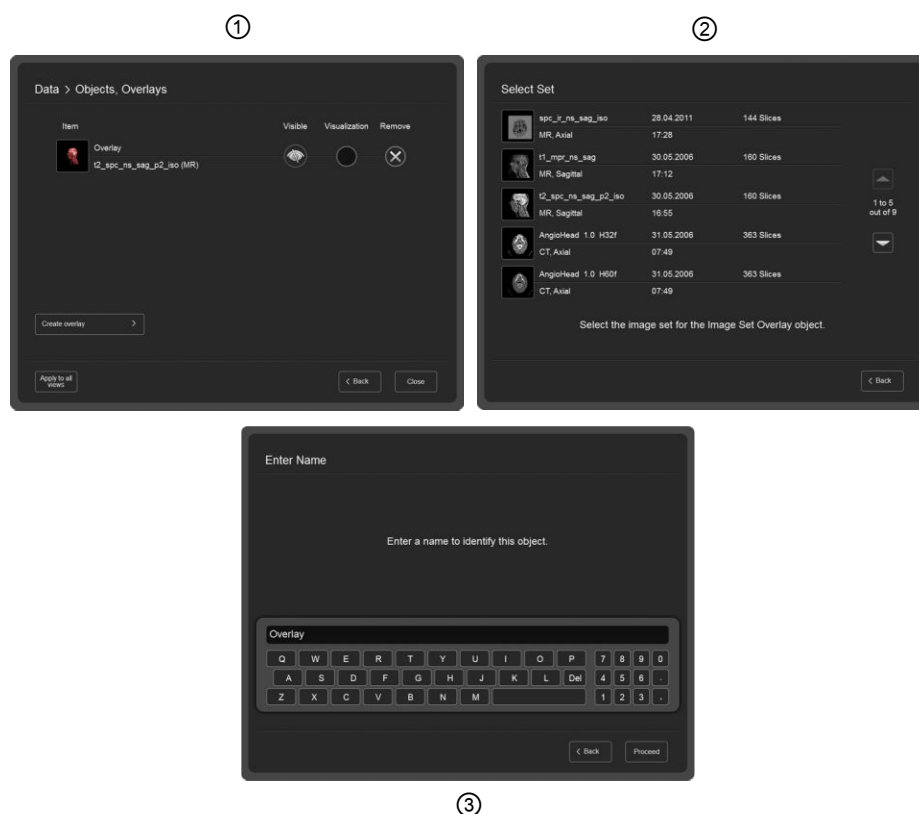 ①
②
Data > Objects, Overlays
Item Visible Visualization Remove
Overlay
t2_spc_ns_sag_p2_iso (MR)
Create overlay >
Apply to all
views
< Back Close
Select Set
spc_ir_ns_sag_iso 28.04.2011 144 Slices
MR, Axial 17:28
t1_mpr_ns_sag 30.05.2006 160 Slices
MR, Sagittal 17:12
t2_spc_ns_sag_p2_iso 30.05.2006 160 Slices
MR, Sagittal 16:55
AngioHead 1.0 H32f 31.05.2006 363 Slices
CT, Axial 07:49
AngioHead 1.0 H60f 31.05.2006 363 Slices
CT, Axial 07:49
1 to 5
out of 9
Select the image set for the Image Set Overlay object.
< Back
Enter Name
Enter a name to identify this object.
Overlay
Q W E R T Y U I O P 7 8 9 0
A S D F G H J K L Del 4 5 6 .
Z X C V B N M 1 2 3 ,
< Back Proceed
③